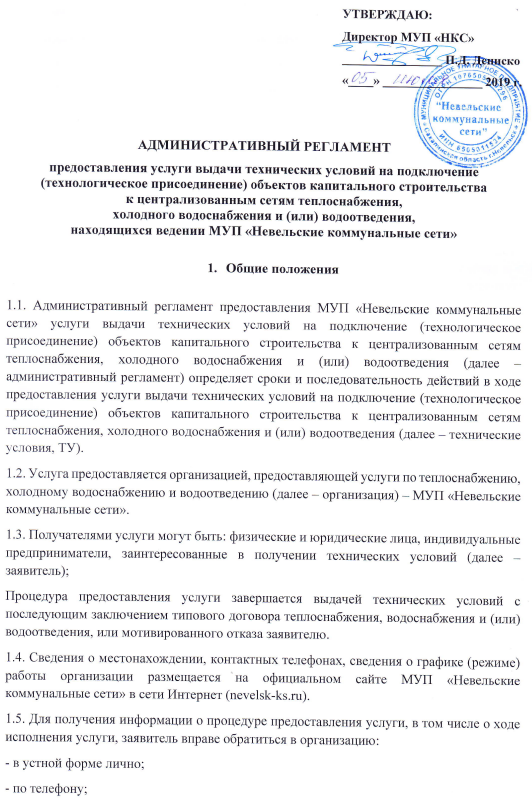 УТВЕРЖДАЮ:
Директор МУП «НКС»
П.Д. Дениско
«05» 2019 г.
"Невельские
коммунальные
сети"
АДМИНИСТРАТИВНЫЙ РЕГЛАМЕНТ
предоставления услуги выдачи технических условий на подключение
(технологическое присоединение) объектов капитального строительства
к централизованным сетям теплоснабжения,
холодного водоснабжения и (или) водоотведения,
находящихся ведении МУП «Невельские коммунальные сети»
1. Общие положения
1.1. Административный регламент предоставления МУП «Невельские коммунальные
сети» услуги выдачи технических условий на подключение (технологическое
присоединение) объектов капитального строительства к централизованным сетям
теплоснабжения, холодного водоснабжения и (или) водоотведения (далее –
административный регламент) определяет сроки и последовательность действий в ходе
предоставления услуги выдачи технических условий на подключение (технологическое
присоединение) объектов капитального строительства к централизованным сетям
теплоснабжения, холодного водоснабжения и (или) водоотведения (далее – технические
условия, ТУ).
1.2. Услуга предоставляется организацией, предоставляющей услуги по теплоснабжению,
холодному водоснабжению и водоотведению (далее – организация) – МУП «Невельские
коммунальные сети».
1.3. Получателями услуги могут быть: физические и юридические лица, индивидуальные
предприниматели, заинтересованные в получении технических условий (далее –
заявитель);
Процедура предоставления услуги завершается выдачей технических условий с
последующим заключением типового договора теплоснабжения, водоснабжения и (или)
водоотведения, или мотивированного отказа заявителю.
1.4. Сведения о местонахождении, контактных телефонах, сведения о графике (режиме)
работы организации размещается на официальном сайте МУП «Невельские
коммунальные сети» в сети Интернет (nevelsk-ks.ru).
1.5. Для получения информации о процедуре предоставления услуги, в том числе о ходе
исполнения услуги, заявитель вправе обратиться в организацию:
- в устной форме лично;
- по телефону;